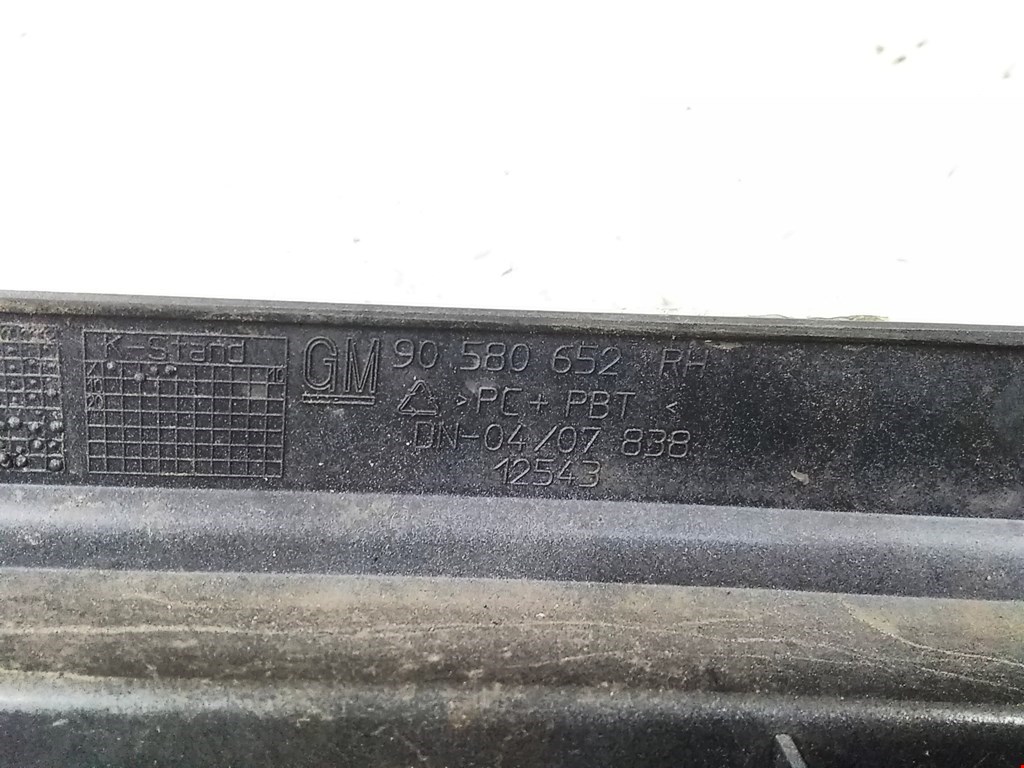 K-Stand
GM 90 580 652 RH
>PC+PBT<
DN-04/07 838
12543